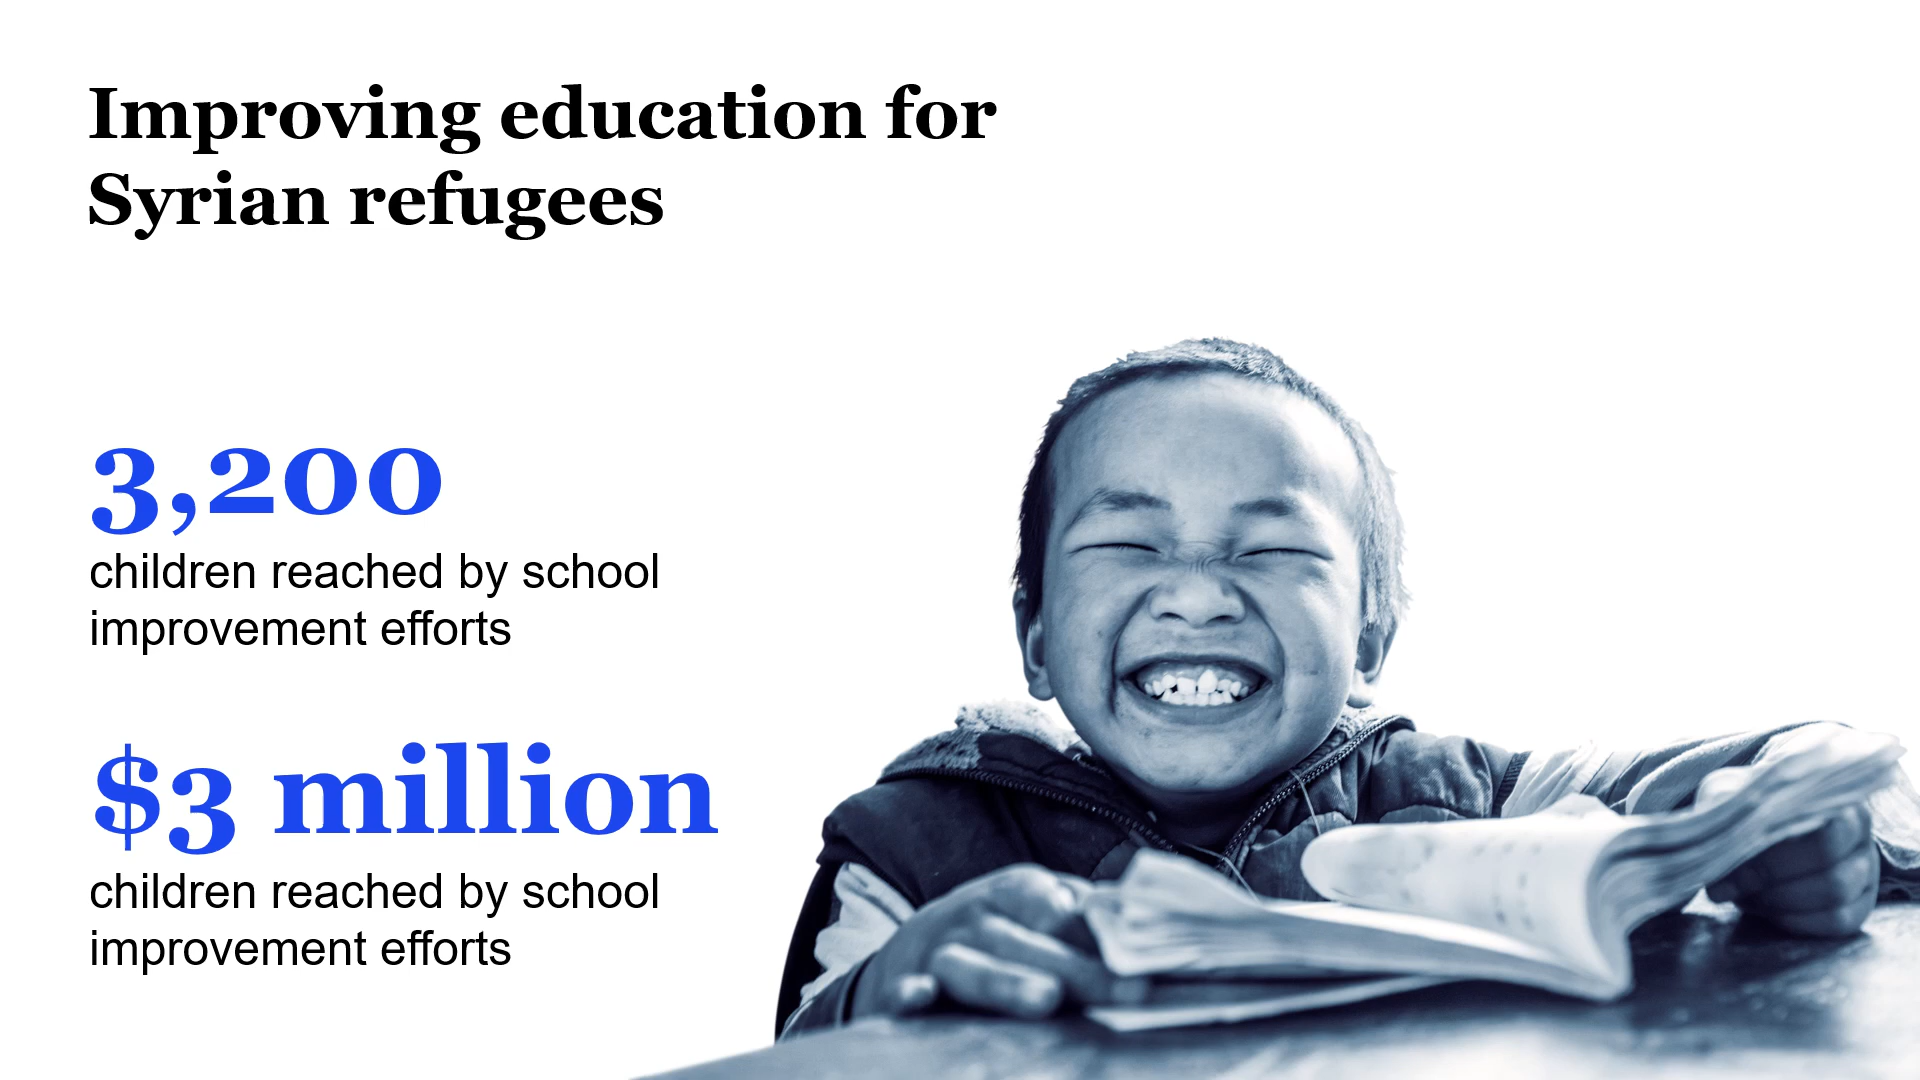 Improving education for
Syrian refugees
3,200
children reached by school
improvement efforts
$3 million
children reached by school
improvement efforts